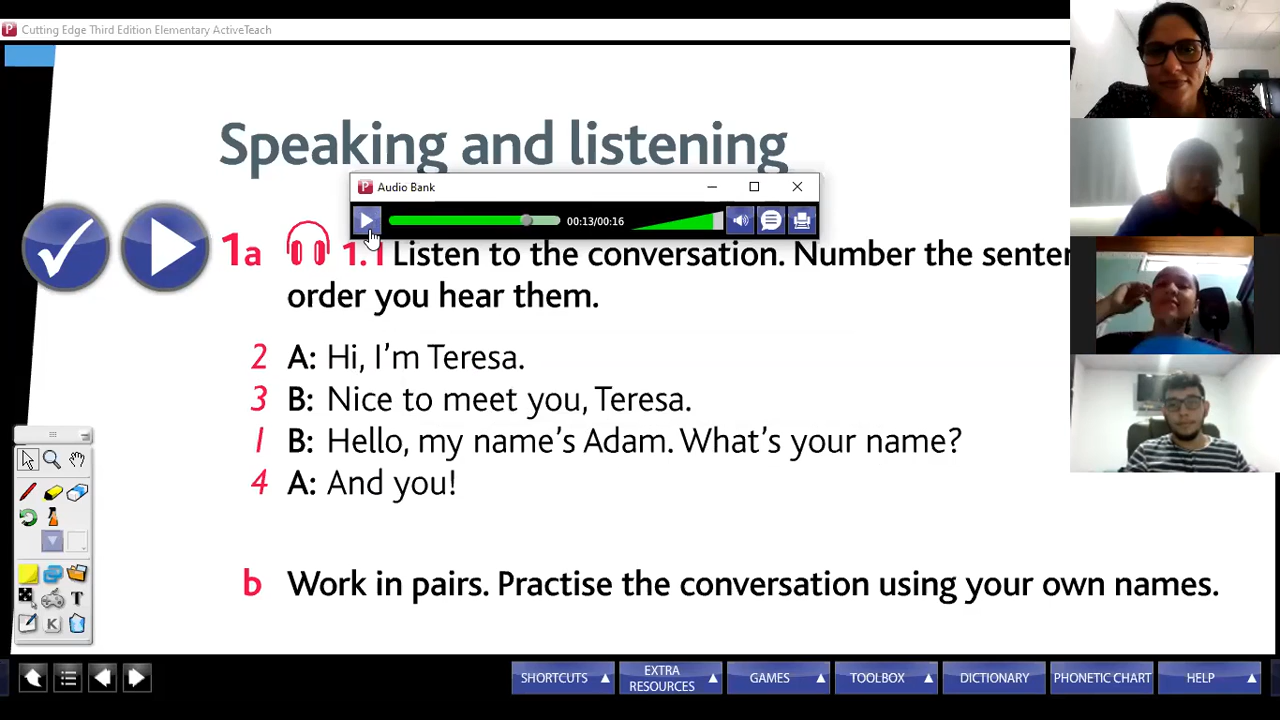 Cutting Edge Third Edition Elementary ActiveTeach
Speaking and listening
Audio Bank
00:13/00:16
1a 1.1 Listen to the conversation. Number the senten
order you hear them.
2 A: Hi, I'm Teresa.
3 B: Nice to meet you, Teresa.
1 B: Hello, my name's Adam. What's your name?
4 A: And you!
b Work in pairs. Practise the conversation using your own names.
T
K
SHORTCUTS
EXTRA
RESOURCES
GAMES
TOOLBOX
DICTIONARY
PHONETIC CHART
HELP